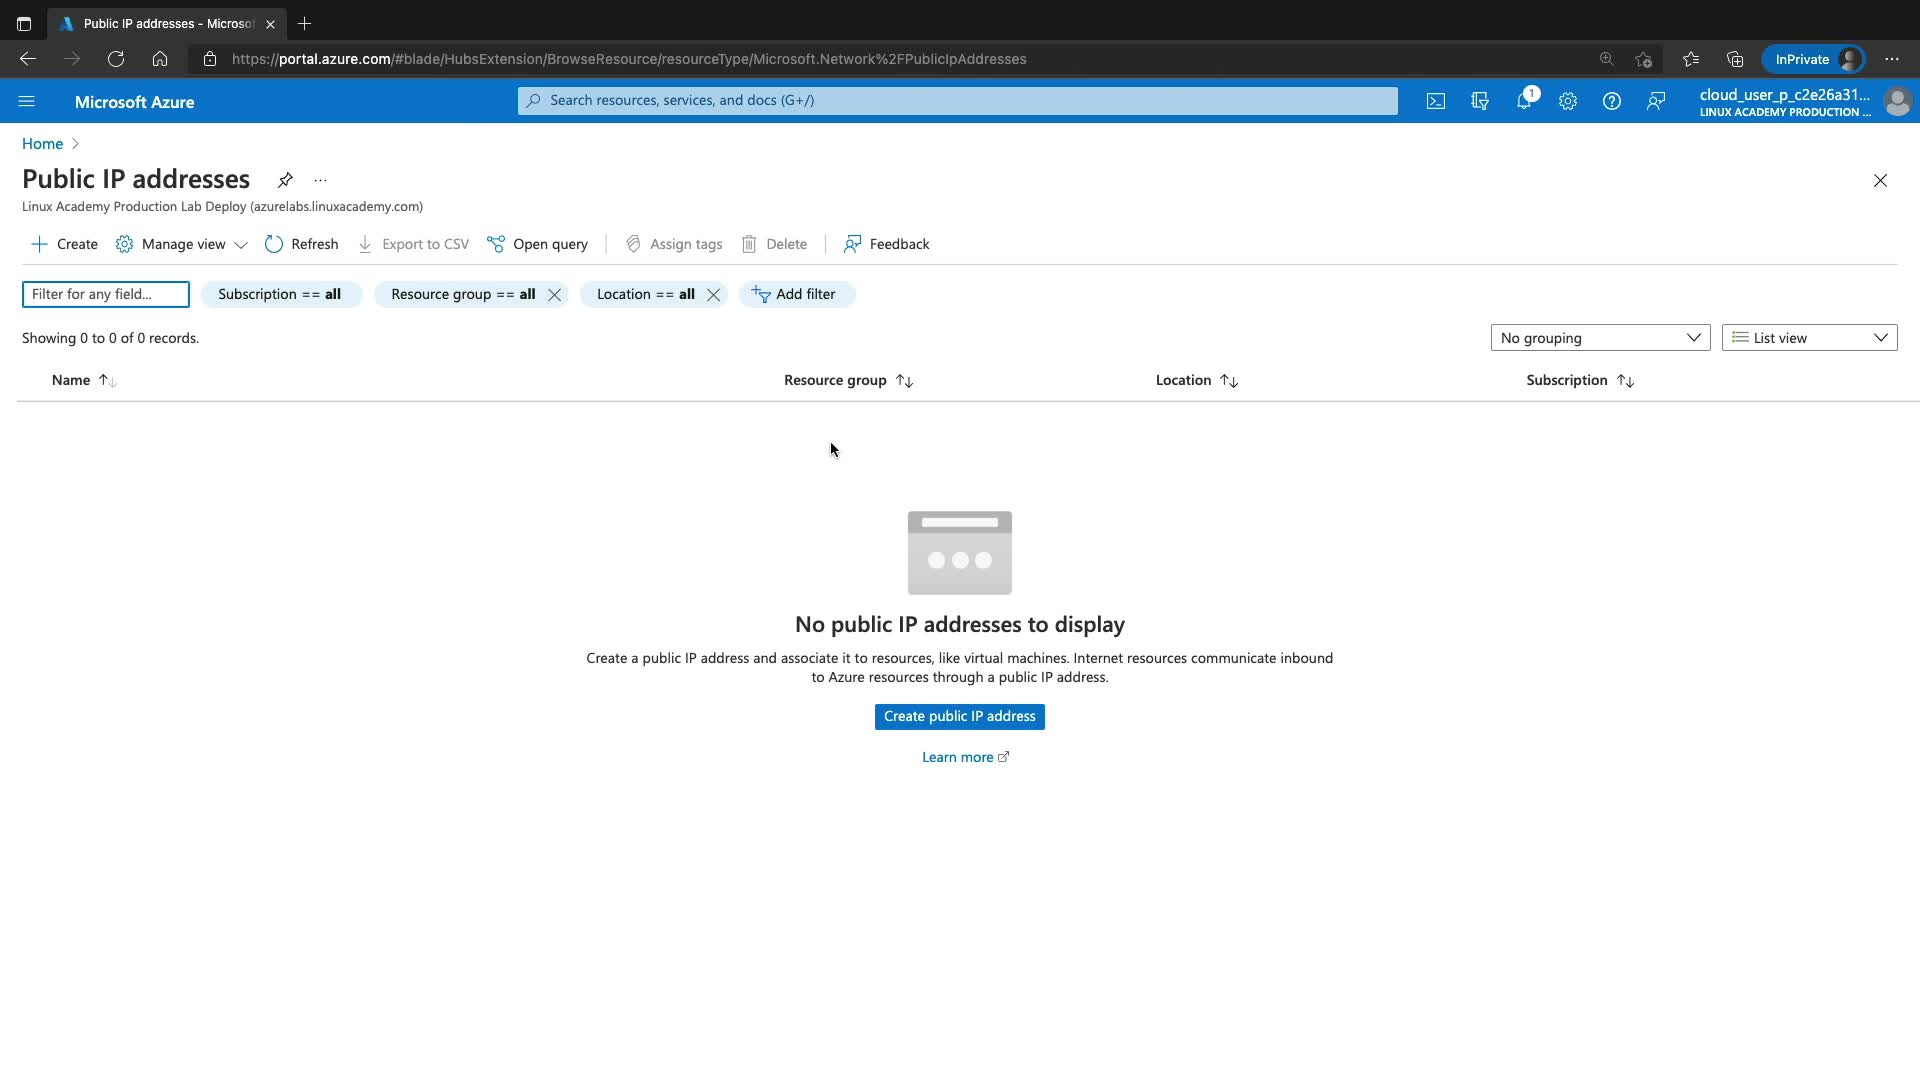 Public IP addresses - Microsof
https://portal.azure.com/#blade/HubsExtension/BrowseResource/resourceType/Microsoft.Network%2FPublicIpAddresses
InPrivate
Microsoft Azure
Search resources, services, and docs (G+/)
1
cloud_user_p_c2e26a31...
LINUX ACADEMY PRODUCTION ...
Home
Public IP addresses
Linux Academy Production Lab Deploy (azurelabs.linuxacademy.com)
Create
Manage view
Refresh
Export to CSV
Open query
Assign tags
Delete
Feedback
Filter for any field...
Subscription == all
Resource group == all
Location == all
Add filter
Showing 0 to 0 of 0 records.
No grouping
List view
Name
Resource group
Location
Subscription
No public IP addresses to display
Create a public IP address and associate it to resources, like virtual machines. Internet resources communicate inbound
to Azure resources through a public IP address.
Create public IP address
Learn more